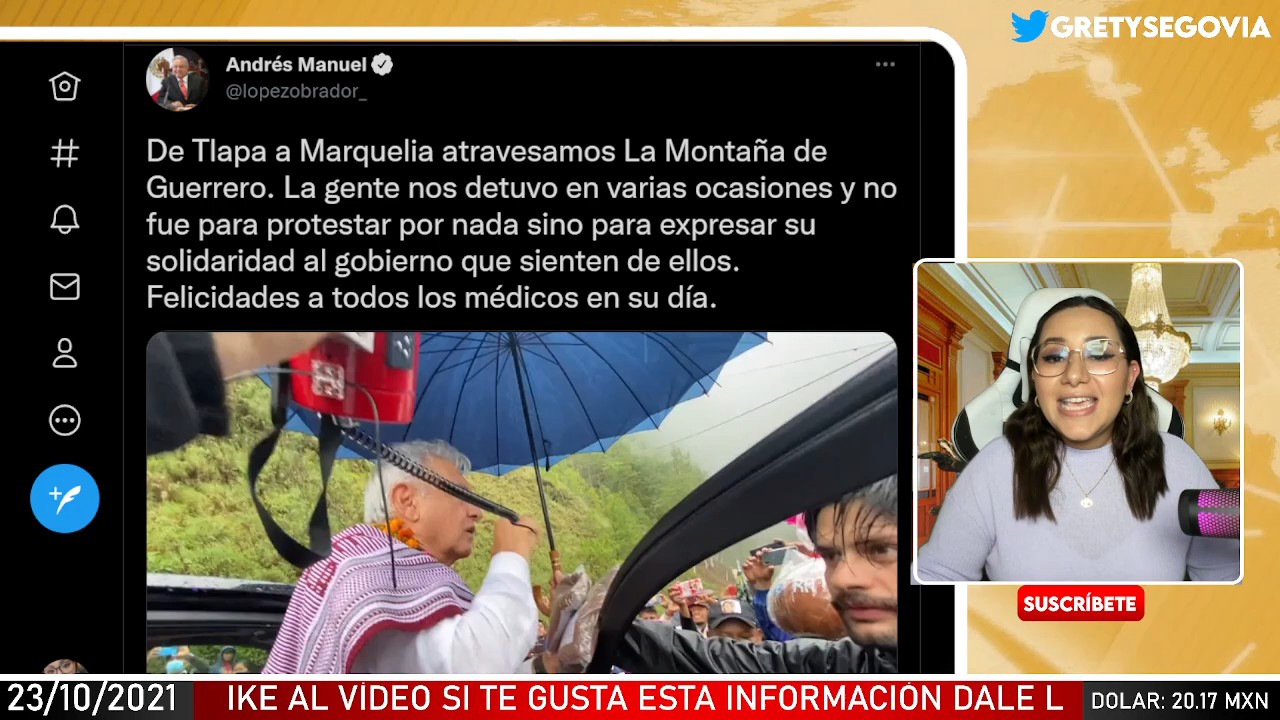 GRETYSEGOVIA
Andrés Manuel
@lopezobrador_
De Tlapa a Marquelia atravesamos La Montaña de
Guerrero. La gente nos detuvo en varias ocasiones y no
fue para protestar por nada sino para expresar su
solidaridad al gobierno que sienten de ellos.
Felicidades a todos los médicos en su día.
SUSCRÍBETE
23/10/2021
IKE AL VÍDEO SI TE GUSTA ESTA INFORMACIÓN DALE L
DOLAR: 20.17 MXN